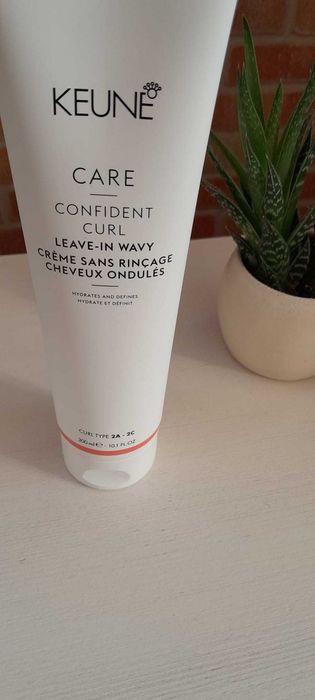 KEUNE
CARE
CONFIDENT
CURL
LEAVE-IN WAVY
CRÈME SANS RINÇAGE
CHEVEUX ONDULÉS
HYDRATES AND DEFINES
HYDRATE ET DÉFINIT
CURL TYPE 2A - 2C
300 ml ℮ - 10.1 FL.OZ